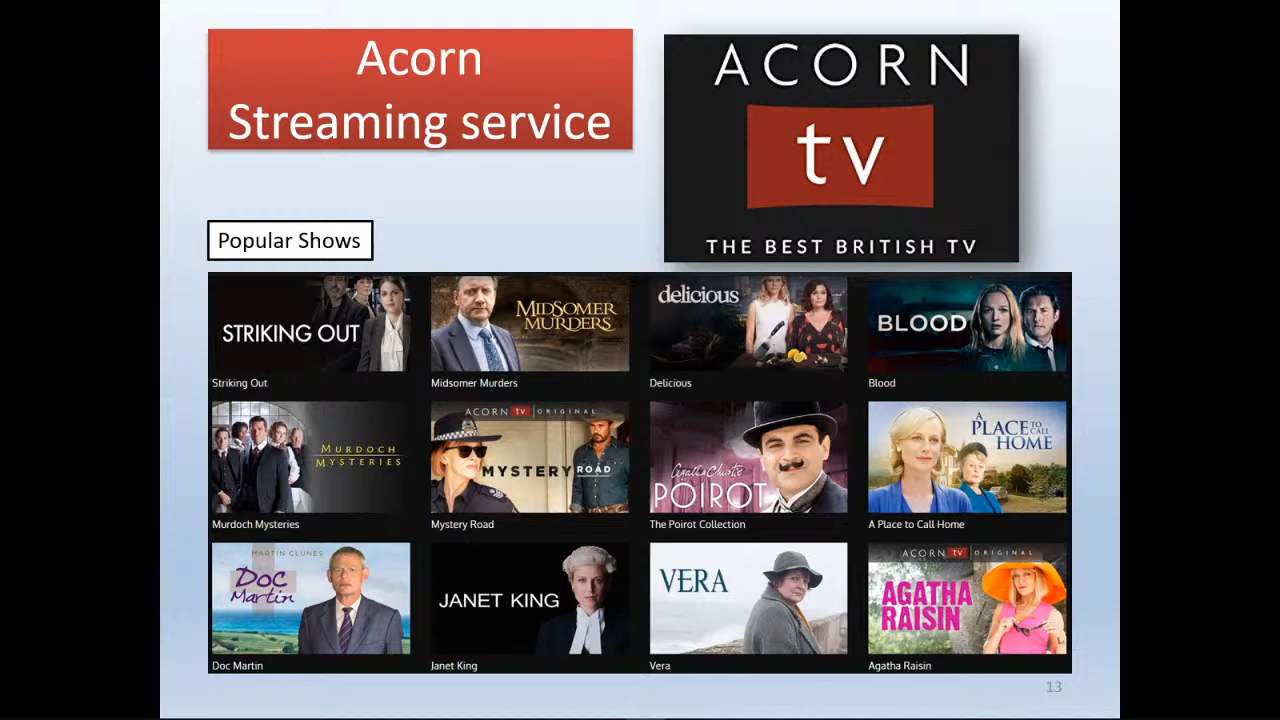 Acorn
Streaming service
ACORN
tv
THE BEST BRITISH TV
Popular Shows
STRIKING OUT
MIDSOMER
MURDERS
delicious
BLOOD
Striking Out
Midsomer Murders
Delicious
Blood
MURDOCH
MYSTERIES
ACORN tv | ORIGINAL
MYSTERY ROAD
Agatha Christie
POIROT
A
PLACE TO
CALL
HOME
Murdoch Mysteries
Mystery Road
The Poirot Collection
A Place to Call Home
MARTIN CLUNES
Doc
Martin
JANET KING
VERA
ACORN tv | ORIGINAL
AGATHA
RAISIN
Doc Martin
Janet King
Vera
Agatha Raisin
13